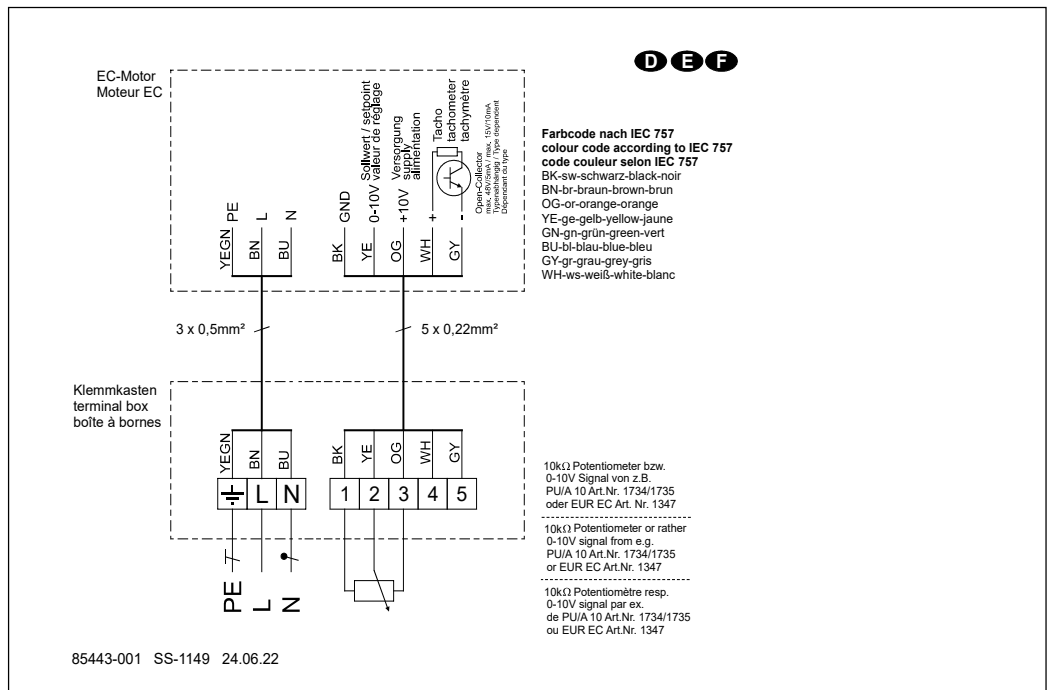 D E F
EC-Motor
Moteur EC
YEGN PE
BN L
BU N
BK GND
YE 0-10V Sollwert / setpoint
valeur de réglage
OG +10V Versorgung
supply
alimentation
WH +
GY -
Tacho
tachometer
tachymètre
Open-Collector
max. 48V/5mA / max. 15V/10mA
Typenabhängig / Type dependent
Dépendant du type
Farbcode nach IEC 757
colour code according to IEC 757
code couleur selon IEC 757
BK-sw-schwarz-black-noir
BN-br-braun-brown-brun
OG-or-orange-orange
YE-ge-gelb-yellow-jaune
GN-gn-grün-green-vert
BU-bl-blau-blue-bleu
GY-gr-grau-grey-gris
WH-ws-weiß-white-blanc
3 x 0,5mm²
5 x 0,22mm²
Klemmkasten
terminal box
boîte à bornes
YEGN BN BU
BK YE OG WH GY
L N
1 2 3 4 5
PE L N
10kΩ Potentiometer bzw.
0-10V Signal von z.B.
PU/A 10 Art.Nr. 1734/1735
oder EUR EC Art. Nr. 1347
10kΩ Potentiometer or rather
0-10V signal from e.g.
PU/A 10 Art.Nr. 1734/1735
or EUR EC Art.Nr. 1347
10kΩ Potentiomètre resp.
0-10V signal par ex.
de PU/A 10 Art.Nr. 1734/1735
ou EUR EC Art.Nr. 1347
85443-001 SS-1149 24.06.22